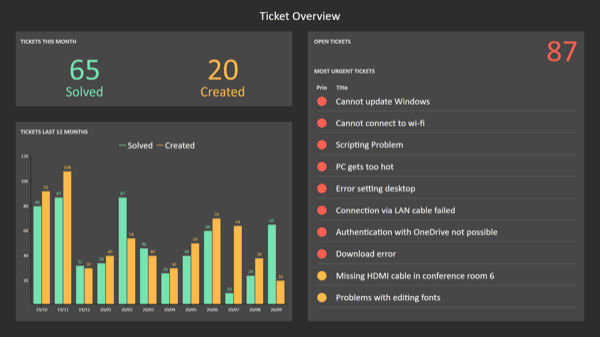 Ticket Overview
TICKETS THIS MONTH
65
20
Solved
Created
OPEN TICKETS
87
MOST URGENT TICKETS
Prio Title
Cannot update Windows
Cannot connect to wi-fi
Scripting Problem
PC gets too hot
Error setting desktop
Connection via LAN cable failed
Authentication with OneDrive not possible
Download error
Missing HDMI cable in conference room 6
Problems with editing fonts
TICKETS LAST 12 MONTHS
Solved Created
120
100
80
60
40
20
80 92 87 108 32 30 34 40 87 54 46 40 26 30 40 50 60 70 10 64 24 38 65 20
19/10 19/11 19/12 20/01 20/02 20/03 20/04 20/05 20/06 20/07 20/08 20/09